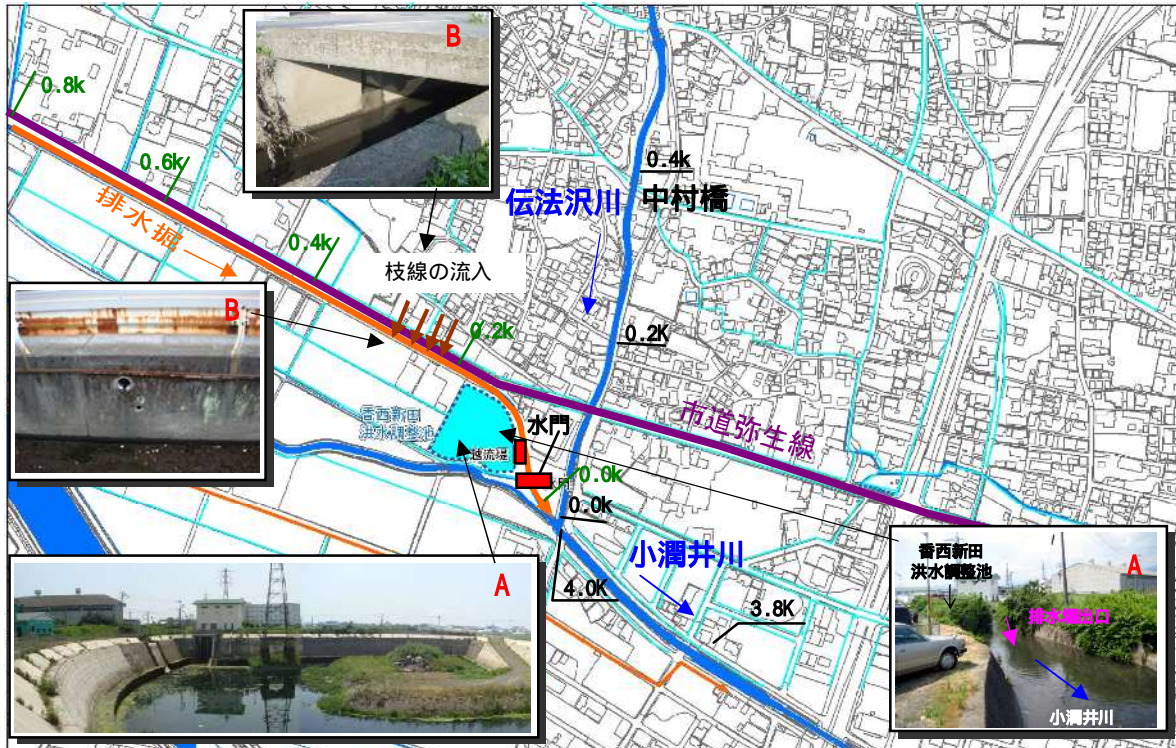 B
0.8k
0.6k
0.4k
中村橋
伝法沢川
排水掘
0.4k
枝線の流入
B
0.2k
0.2K
香西新田
洪水調整池
水門
市道弥生線
越流堤
0.0k
0.0k
小潤井川
A
4.0K
3.8K
香西新田
洪水調整池
A
排水堀出口
小潤井川